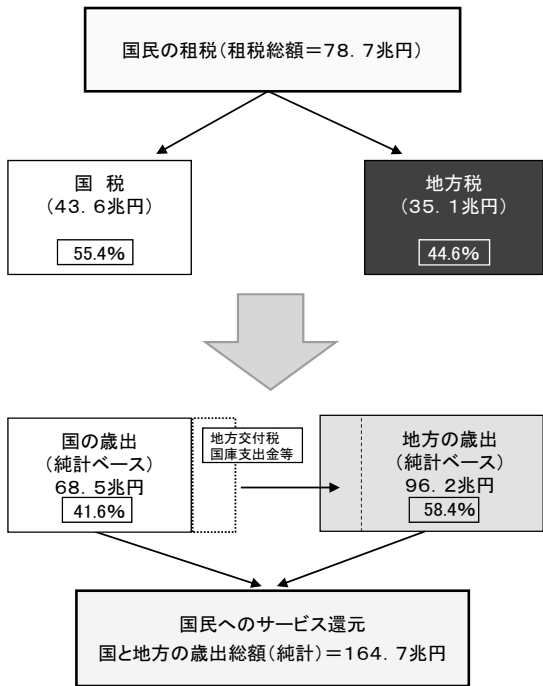 国民の租税（租税総額＝78．7兆円）
国　税
（43．6兆円）
55.4%
地方税
（35．1兆円）
44.6%
国の歳出
（純計ベース）
68．5兆円
41.6%
地方交付税
国庫支出金等
地方の歳出
（純計ベース）
96．2兆円
58.4%
国民へのサービス還元
国と地方の歳出総額（純計）＝164．7兆円